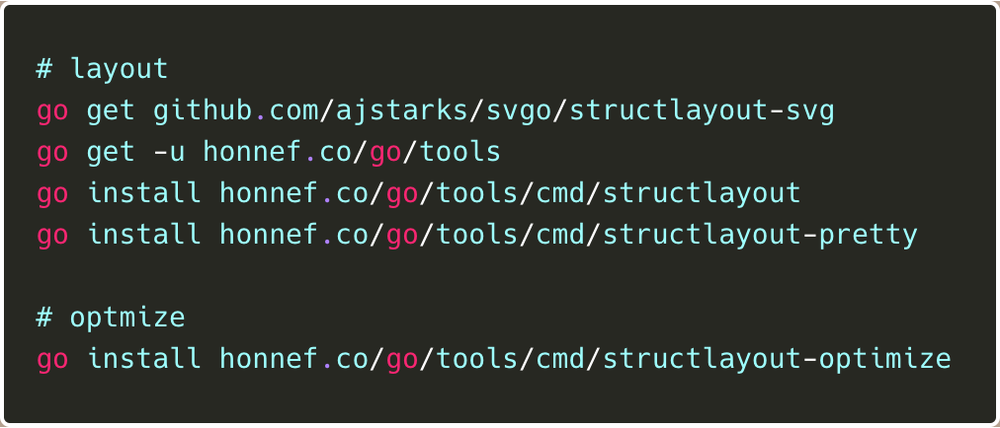 # layout
go get github.com/ajstarks/svgo/structlayout-svg
go get -u honnef.co/go/tools
go install honnef.co/go/tools/cmd/structlayout
go install honnef.co/go/tools/cmd/structlayout-pretty

# optmize
go install honnef.co/go/tools/cmd/structlayout-optimize